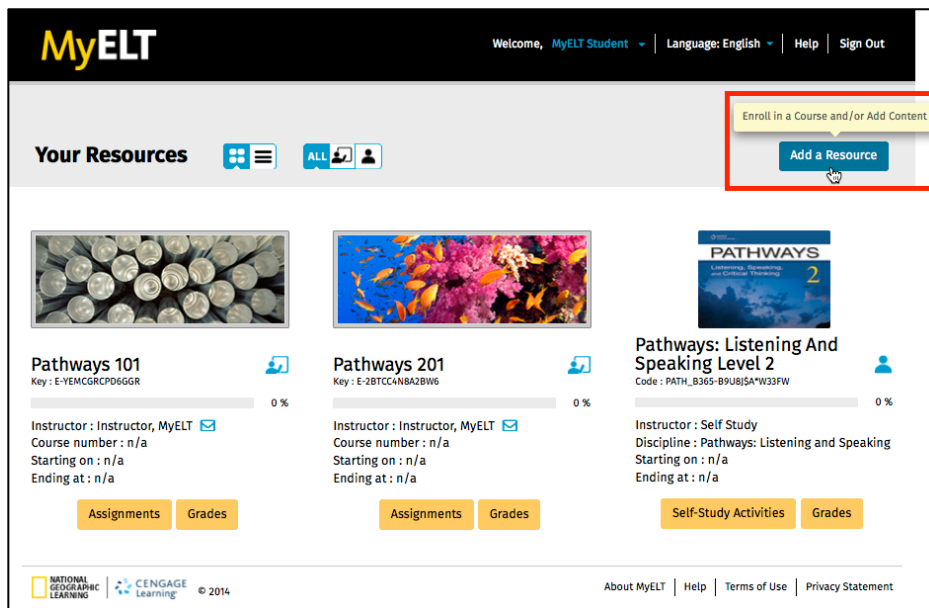 MyELT
Welcome, MyELT Student
Language: English
Help
Sign Out
Enroll in a Course and/or Add Content
Your Resources
ALL
Add a Resource
PATHWAYS
Listening, Speaking,
and Critical Thinking
2
Pathways 101
Key : E-YEMCGRCPD6GGR
0 %
Instructor : Instructor, MyELT
Course number : n/a
Starting on : n/a
Ending at : n/a
Assignments
Grades
Pathways 201
Key : E-2BTCC4N8A2BW6
0 %
Instructor : Instructor, MyELT
Course number : n/a
Starting on : n/a
Ending at : n/a
Assignments
Grades
Pathways: Listening And
Speaking Level 2
Code : PATH_B365-B9U8J$A*W33FW
0 %
Instructor : Self Study
Discipline : Pathways: Listening and Speaking
Starting on : n/a
Ending at : n/a
Self-Study Activities
Grades
NATIONAL
GEOGRAPHIC
LEARNING
CENGAGE
Learning
© 2014
About MyELT
Help
Terms of Use
Privacy Statement